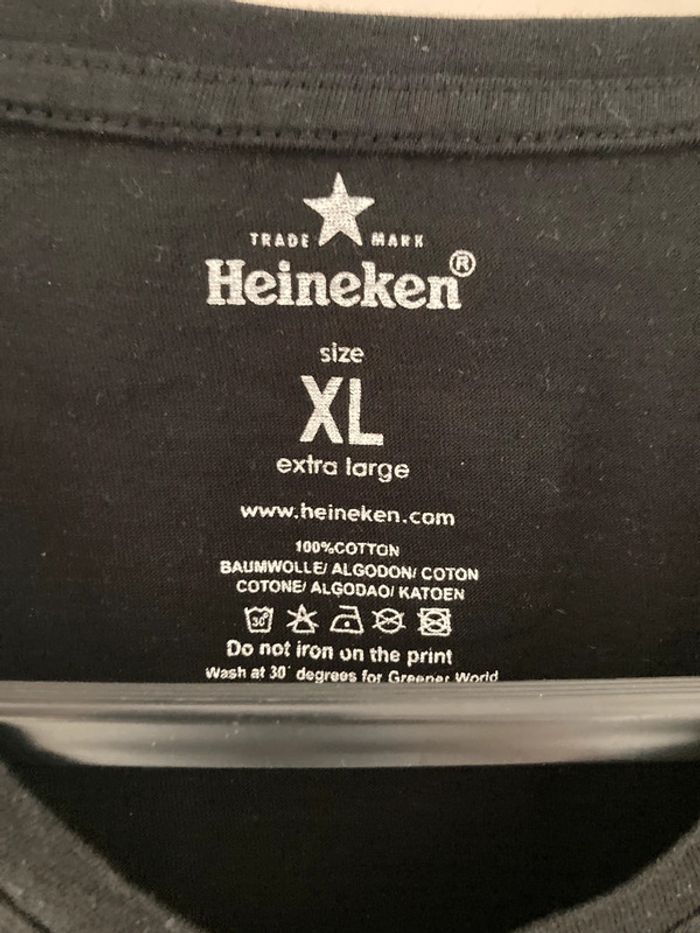 TRADE MARK
Heineken®
size
XL
extra large
www.heineken.com
100%COTTON
BAUMWOLLE/ ALGODON/ COTON
COTONE/ ALGODAO/ KATOEN
30°
Do not iron on the print
Wash at 30° degrees for Greener World